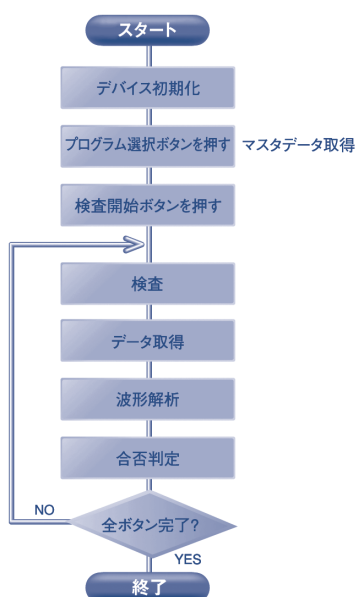 スタート
デバイス初期化
プログラム選択ボタンを押す
マスタデータ取得
検査開始ボタンを押す
検査
データ取得
波形解析
合否判定
全ボタン完了?
NO
YES
終了